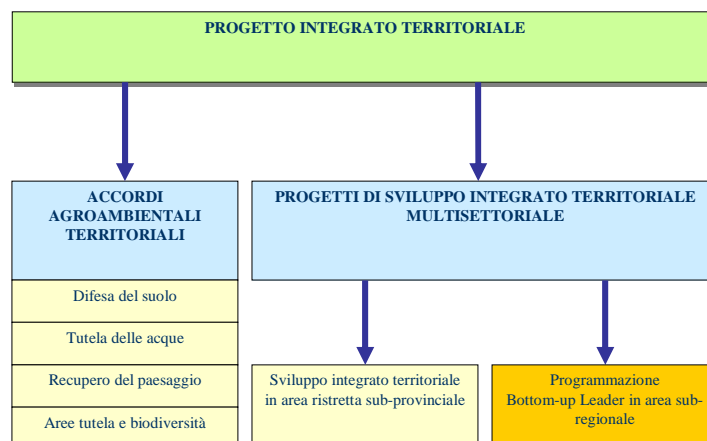 PROGETTO INTEGRATO TERRITORIALE
ACCORDI
AGROAMBIENTALI
TERRITORIALI
Difesa del suolo
Tutela delle acque
Recupero del paesaggio
Aree tutela e biodiversità
PROGETTI DI SVILUPPO INTEGRATO TERRITORIALE
MULTISETTORIALE
Sviluppo integrato territoriale
in area ristretta sub-provinciale
Programmazione
Bottom-up Leader in area sub-
regionale